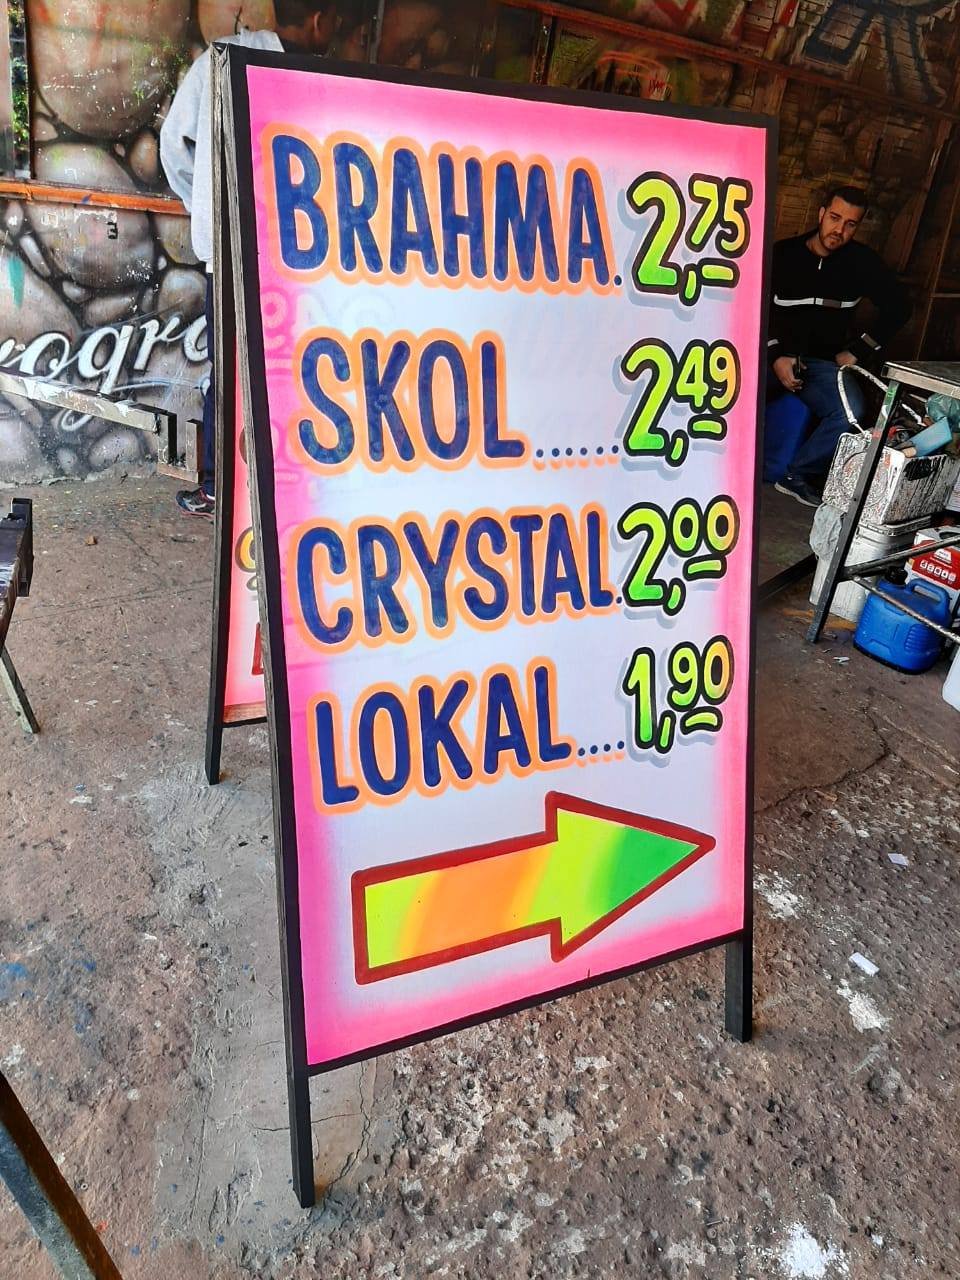 BRAHMA. 2,75
SKOL...... 2,49
CRYSTAL. 2,00
LOKAL.... 1,90